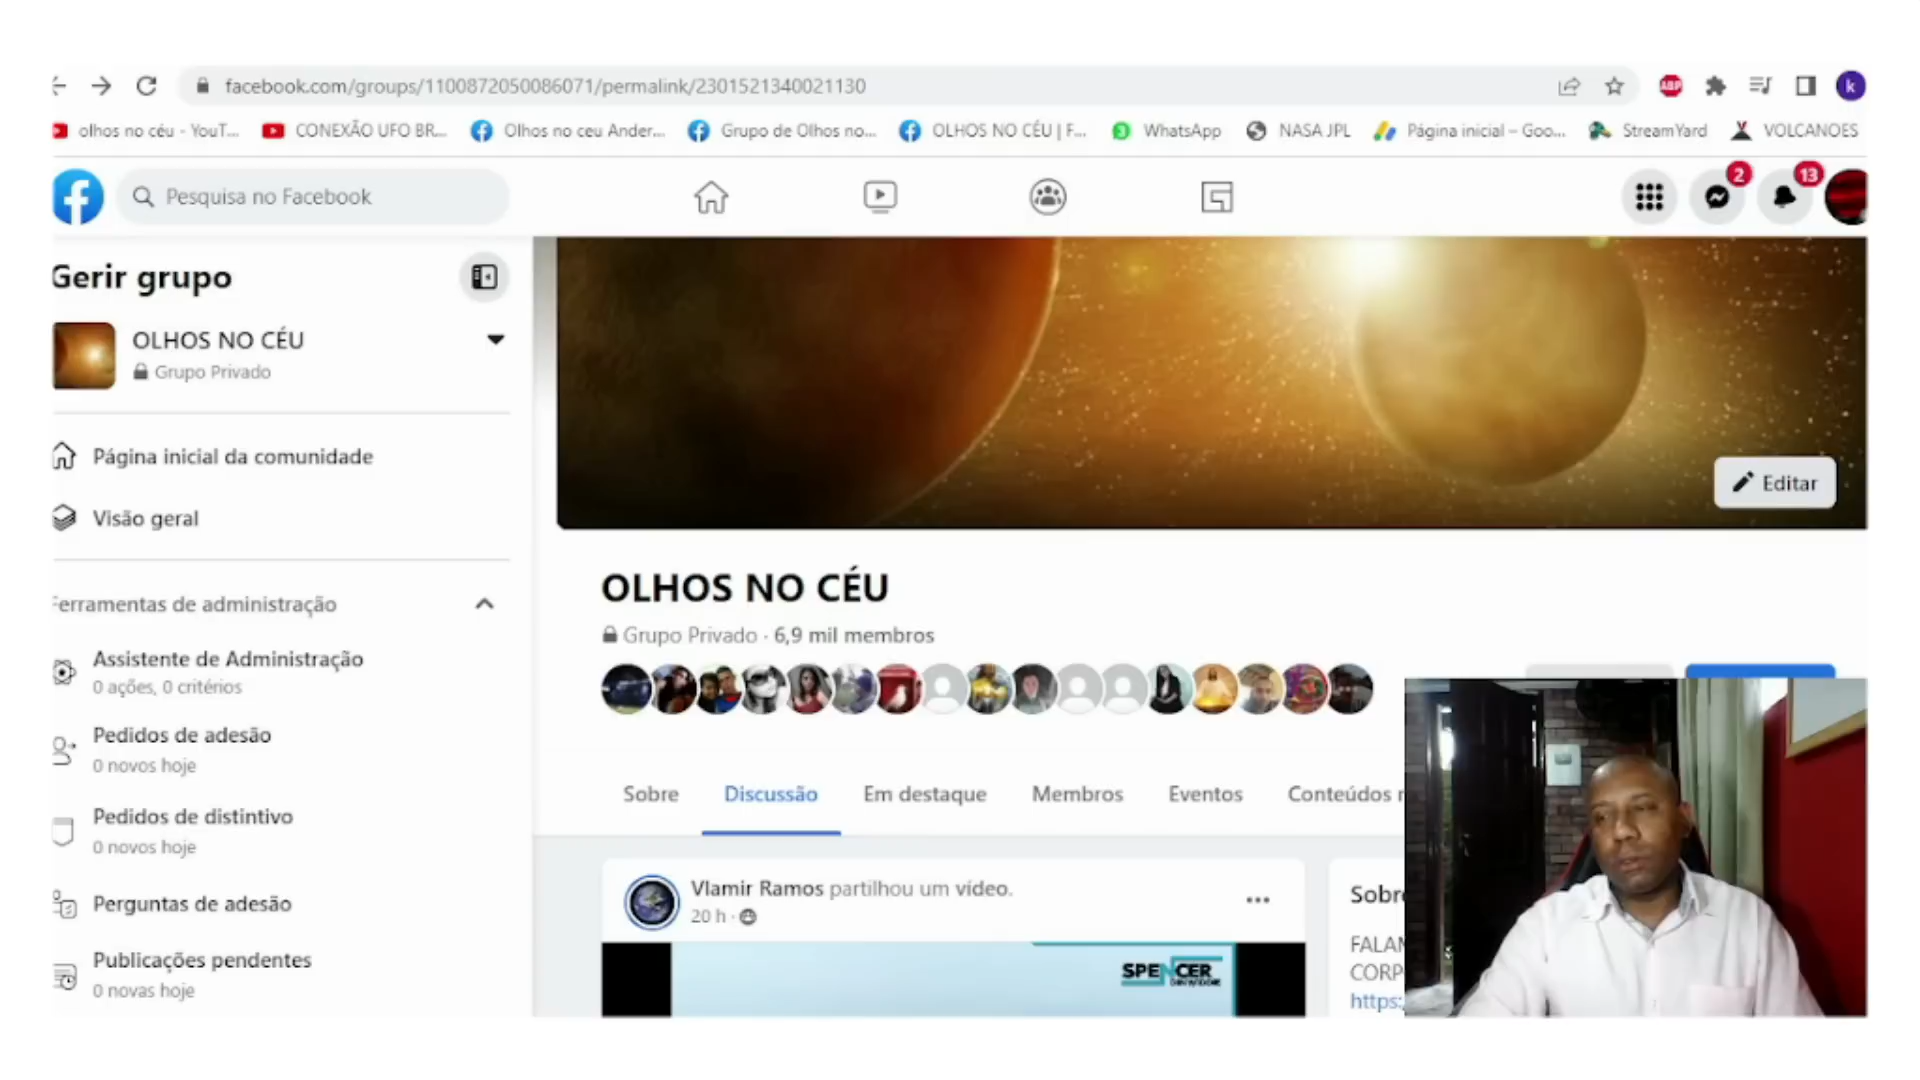 facebook.com/groups/1100872050086071/permalink/2301521340021130
ABP
k
olhos no céu - YouT...
CONEXÃO UFO BR...
Olhos no ceu Ander...
Grupo de Olhos no...
OLHOS NO CÉU | F...
WhatsApp
NASA JPL
Página inicial – Goo...
StreamYard
VOLCANOES
Pesquisa no Facebook
2
13
Gerir grupo
OLHOS NO CÉU
Grupo Privado
Página inicial da comunidade
Visão geral
Ferramentas de administração
Assistente de Administração
0 ações, 0 critérios
Pedidos de adesão
0 novos hoje
Pedidos de distintivo
0 novos hoje
Perguntas de adesão
Publicações pendentes
0 novas hoje
Editar
OLHOS NO CÉU
Grupo Privado · 6,9 mil membros
Sobre
Discussão
Em destaque
Membros
Eventos
Conteúdos
Vlamir Ramos partilhou um vídeo.
20 h ·
SPENCER
Sobre
FALAM
CORP
https: